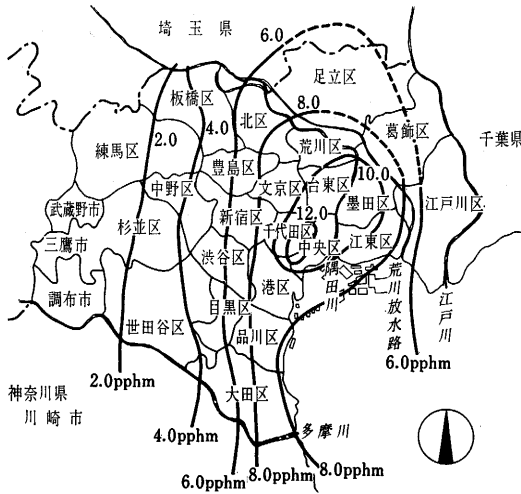 埼玉県
6.0
足立区
板橋区
8.0
2.0
4.0
北区
葛飾区
千葉県
練馬区
荒川区
豊島区
10.0
中野区
文京区
台東区
武蔵野市
墨田区
江戸川区
杉並区
新宿区
12.0
千代田区
三鷹市
中央区
江東区
渋谷区
隅田川
荒川放水路
港区
調布市
江戸川
目黒区
世田谷区
品川区
6.0pphm
2.0pphm
神奈川県
川崎市
大田区
多摩川
4.0pphm
6.0pphm
8.0pphm
8.0pphm